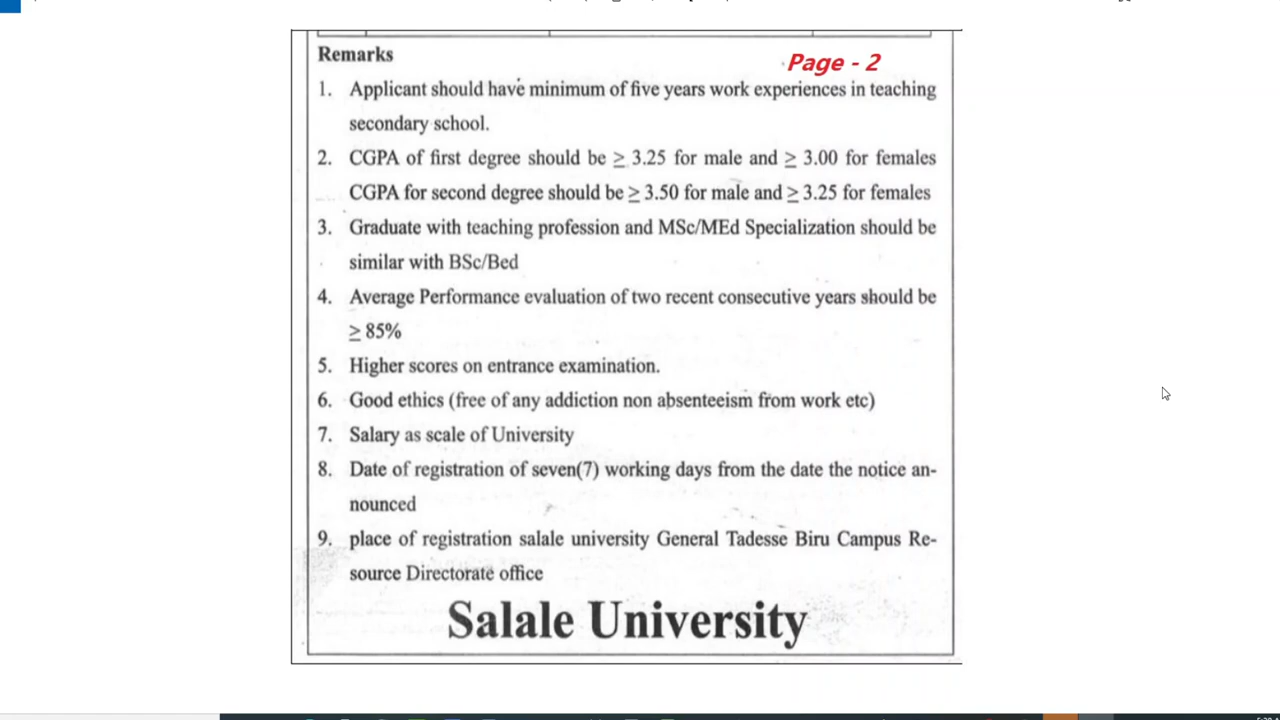 Remarks
Page - 2
1. Applicant should have minimum of five years work experiences in teaching
secondary school.
2. CGPA of first degree should be ≥ 3.25 for male and ≥ 3.00 for females
CGPA for second degree should be ≥ 3.50 for male and ≥ 3.25 for females
3. Graduate with teaching profession and MSc/MEd Specialization should be
similar with BSc/Bed
4. Average Performance evaluation of two recent consecutive years should be
≥ 85%
5. Higher scores on entrance examination.
6. Good ethics (free of any addiction non absenteeism from work etc)
7. Salary as scale of University
8. Date of registration of seven(7) working days from the date the notice an-
nounced
9. place of registration salale university General Tadesse Biru Campus Re-
source Directorate office
Salale University